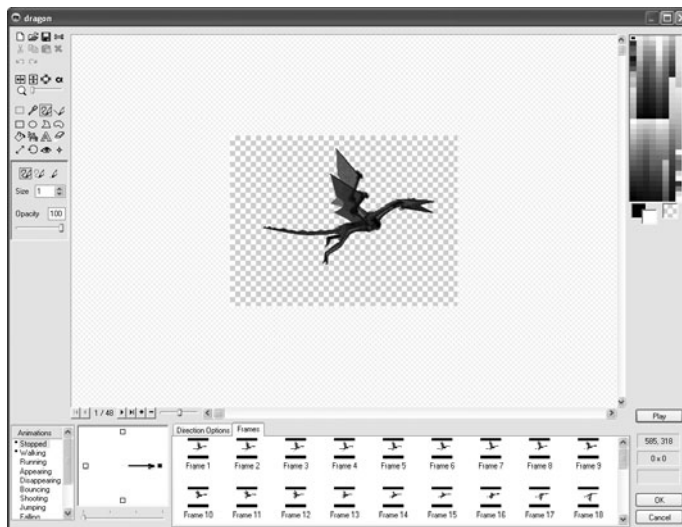 dragon
α
A
Size 1
Opacity 100
1 / 48
Play
Animations
Stopped
Walking
Running
Appearing
Disappearing
Bouncing
Shooting
Jumping
Falling
Direction Options Frames
Frame 1 Frame 2 Frame 3 Frame 4 Frame 5 Frame 6 Frame 7 Frame 8 Frame 9
Frame 10 Frame 11 Frame 12 Frame 13 Frame 14 Frame 15 Frame 16 Frame 17 Frame 18
585, 318
0 x 0
OK
Cancel